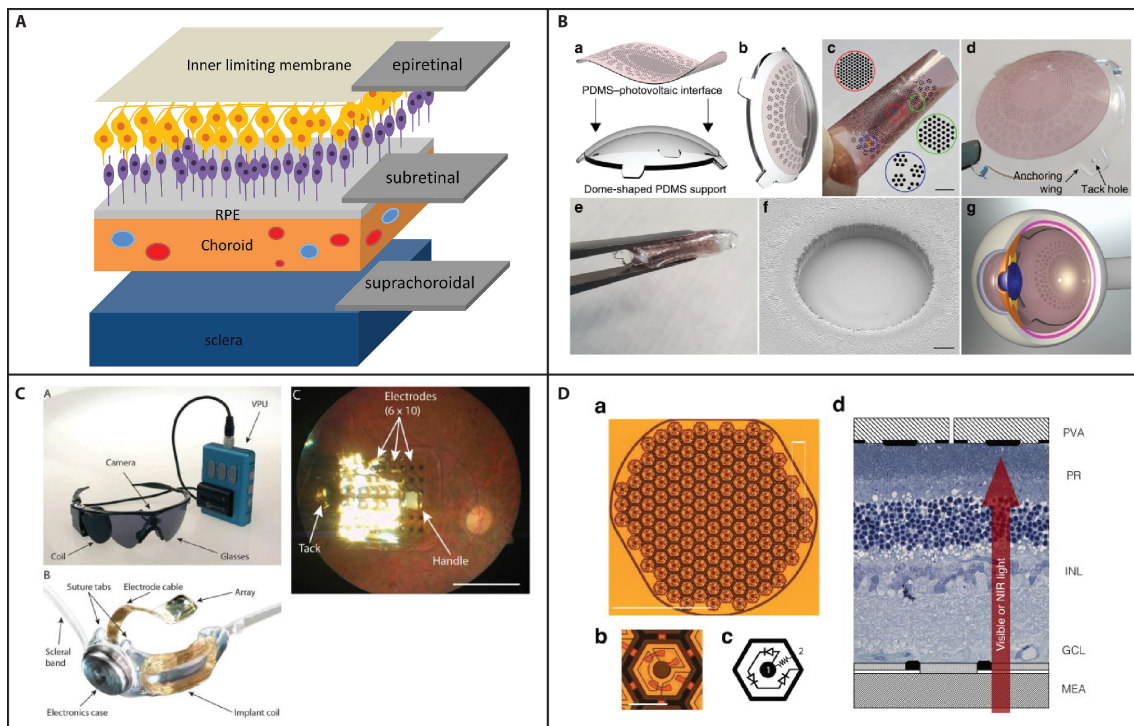 A
Inner limiting membrane
epiretinal
subretinal
RPE
Choroid
suprachoroidal
sclera
B
a
b
c
d
PDMS–photovoltaic interface
Dome-shaped PDMS support
Anchoring
wing
Tack hole
e
f
g
C
A
VPU
Camera
Coil
Glasses
B
Suture tabs
Electrode cable
Array
Scleral
band
Electronics case
Implant coil
C
Electrodes
(6 x 10)
Tack
Handle
D
a
b
c
1
2
d
PVA
PR
INL
GCL
MEA
Visible or NIR light